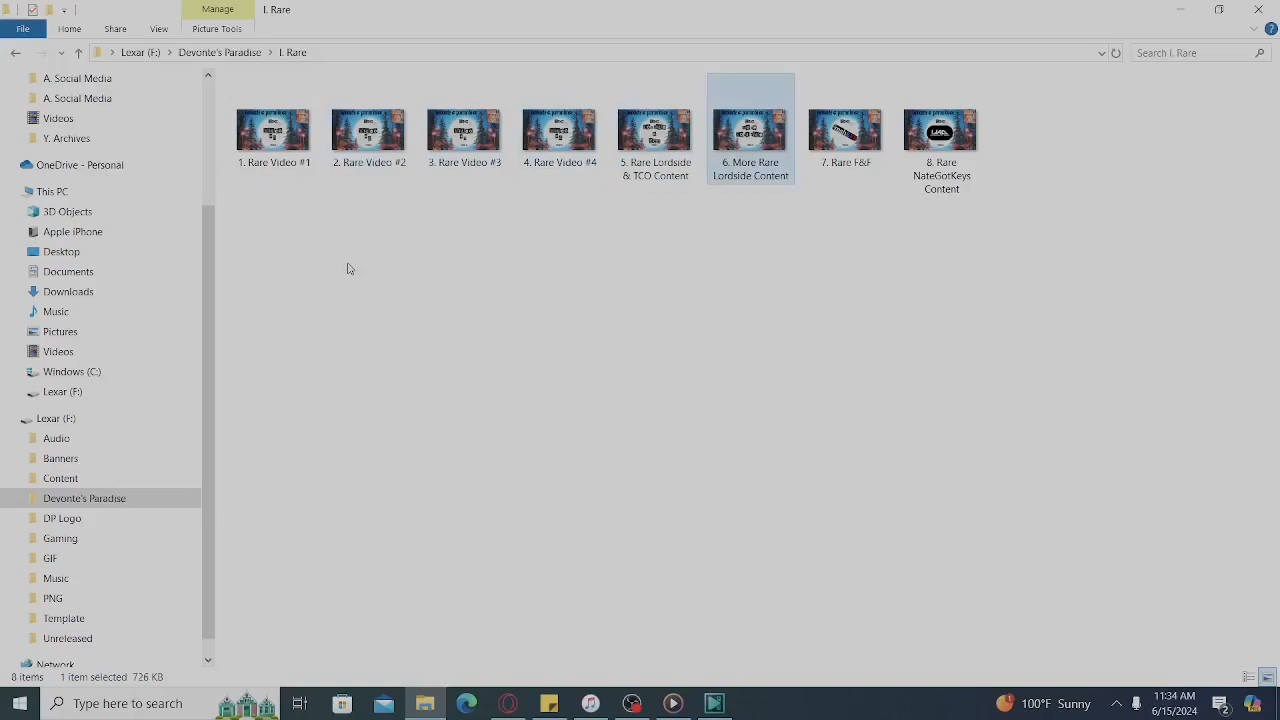 Manage
I. Rare
File
Home
Share
View
Picture Tools
Lexar (F:)
Devonte's Paradise
I. Rare
Search I. Rare
A. Social Media
A. Social Media
Videos
Y. Archives
OneDrive - Personal
This PC
3D Objects
Apple iPhone
Desktop
Documents
Downloads
Music
Pictures
Videos
Windows (C:)
Lexar (F:)
Lexar (F:)
Audio
Banners
Content
Devonte's Paradise
DP Logo
Gaming
GIF
Music
PNG
Template
Unreleased
Network
1. Rare Video #1
2. Rare Video #2
3. Rare Video #3
4. Rare Video #4
5. Rare Lordside
& TCO Content
6. More Rare
Lordside Content
7. Rare F&F
8. Rare
NateGotKeys
Content
8 items
1 item selected
726 KB
Type here to search
100°F
Sunny
11:34 AM
6/15/2024
2